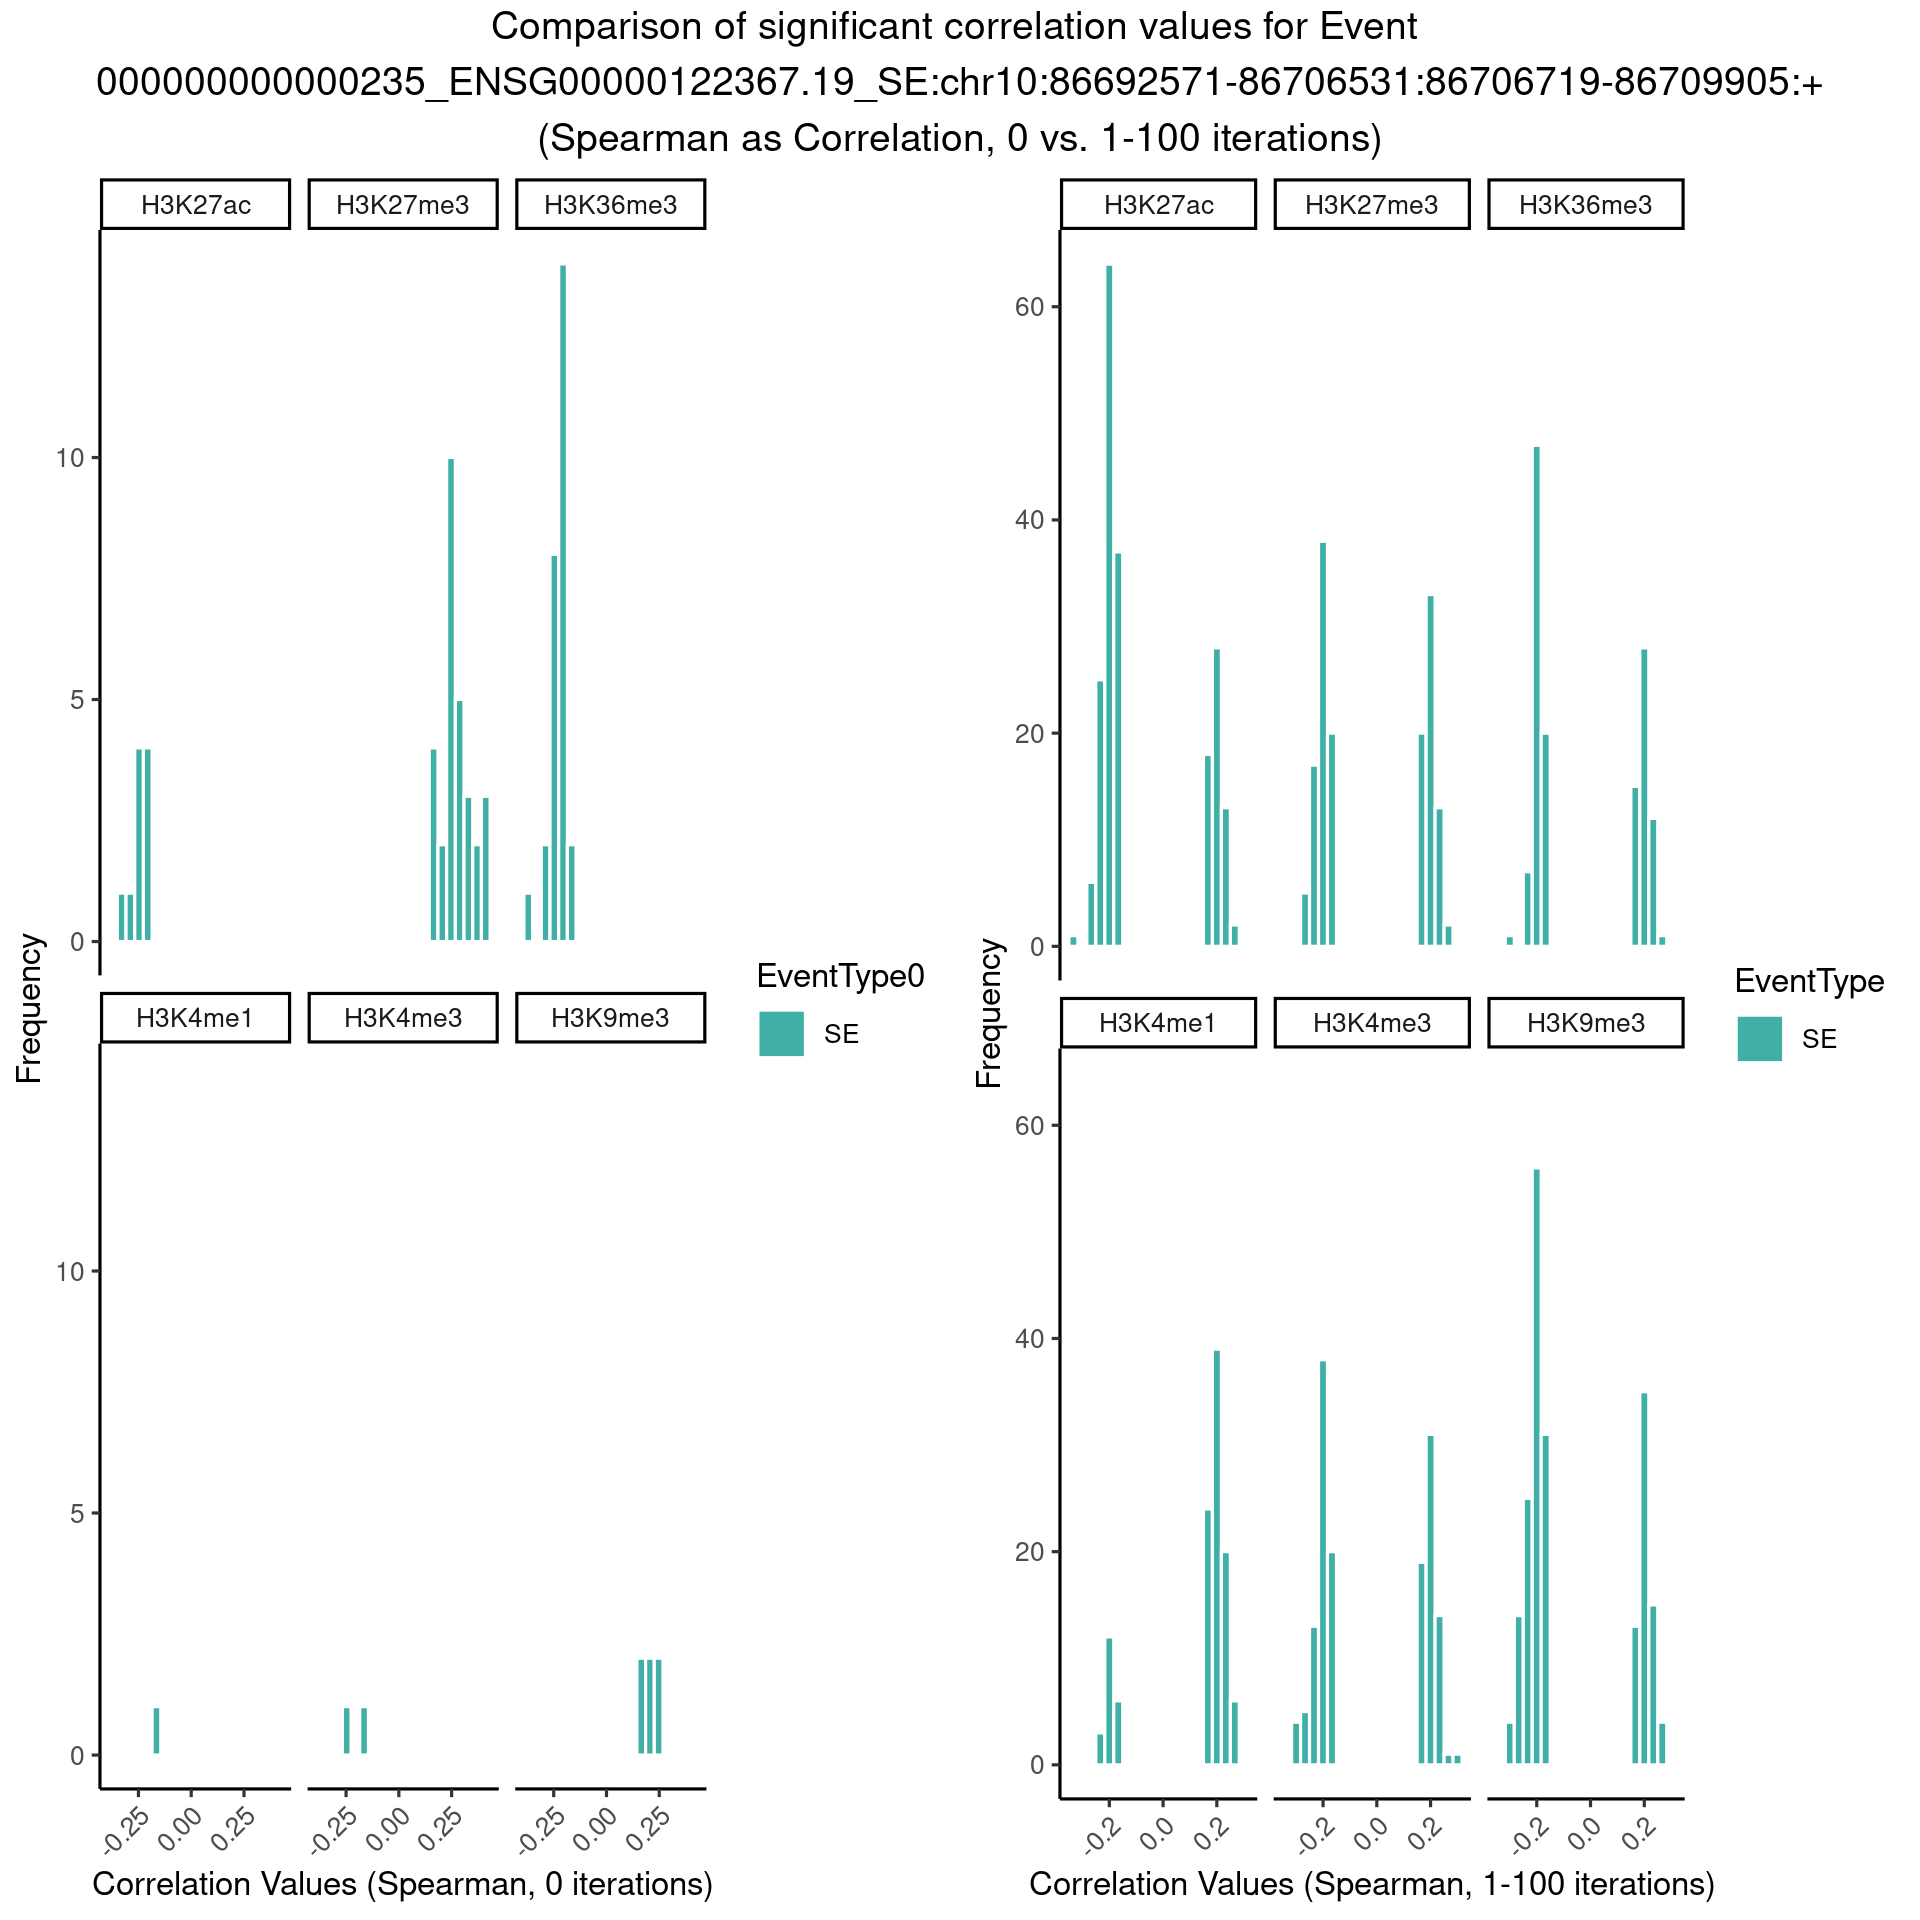 Comparison of significant correlation values for Event
000000000000235_ENSG00000122367.19_SE:chr10:86692571-86706531:86706719-86709905:+
(Spearman as Correlation, 0 vs. 1-100 iterations)
H3K27ac H3K27me3 H3K36me3
10
5
0
H3K4me1 H3K4me3 H3K9me3
10
5
0
-0.25 0.00 0.25 -0.25 0.00 0.25 -0.25 0.00 0.25
Frequency
Correlation Values (Spearman, 0 iterations)
EventType0
SE
H3K27ac H3K27me3 H3K36me3
60
40
20
0
H3K4me1 H3K4me3 H3K9me3
60
40
20
0
-0.2 0.0 0.2 -0.2 0.0 0.2 -0.2 0.0 0.2
Frequency
Correlation Values (Spearman, 1-100 iterations)
EventType
SE